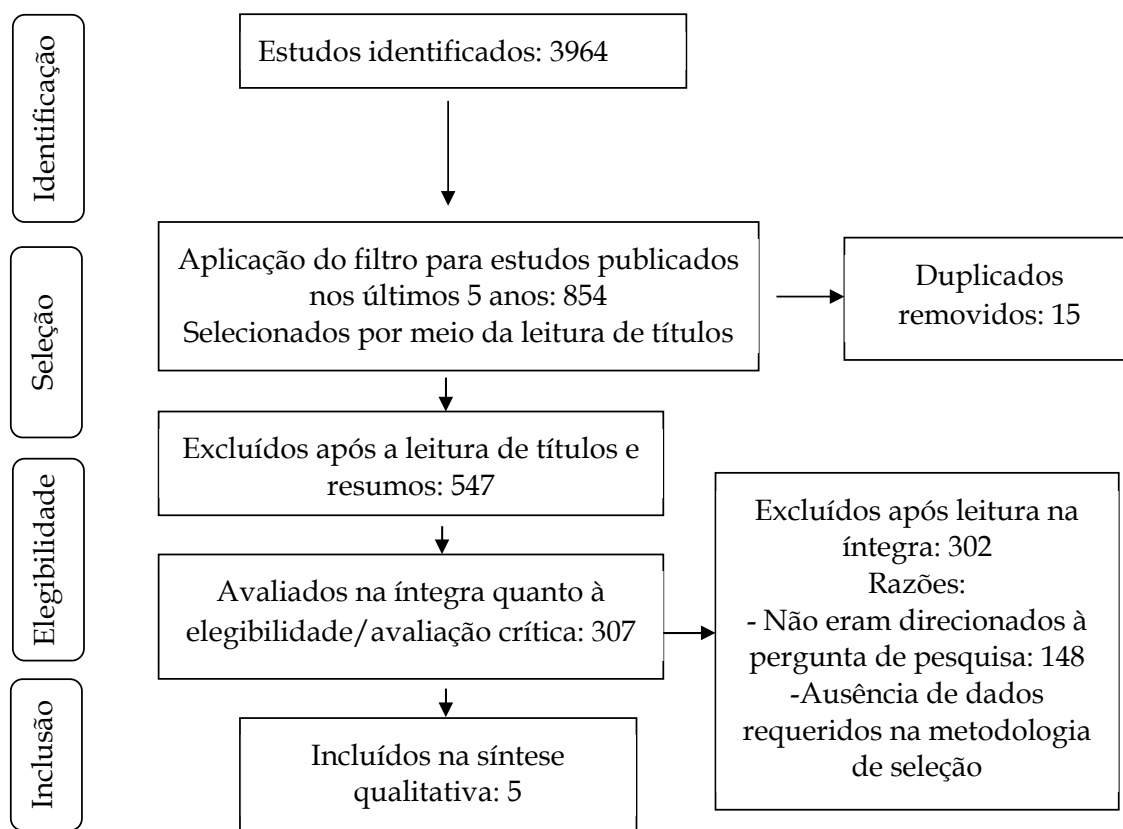 Identificação
Estudos identificados: 3964
Seleção
Aplicação do filtro para estudos publicados
nos últimos 5 anos: 854
Selecionados por meio da leitura de títulos
Duplicados
removidos: 15
Excluídos após a leitura de títulos e
resumos: 547
Elegibilidade
Avaliados na íntegra quanto à
elegibilidade/avaliação crítica: 307
Excluídos após leitura na
íntegra: 302
Razões:
- Não eram direcionados à
pergunta de pesquisa: 148
-Ausência de dados
requeridos na metodologia
de seleção
Inclusão
Incluídos na síntese
qualitativa: 5